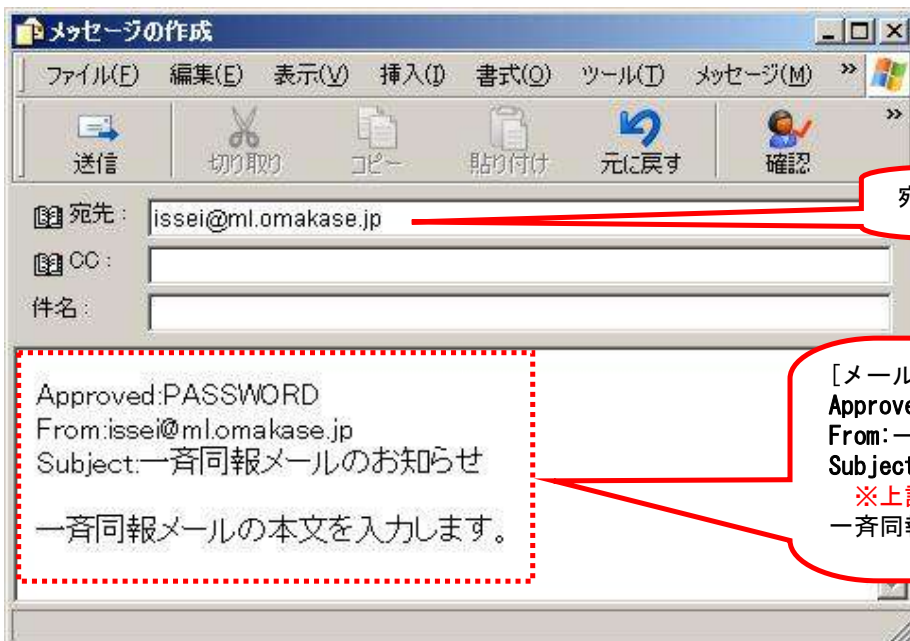 メッセージの作成
ファイル(F) 編集(E) 表示(V) 挿入(I) 書式(O) ツール(T) メッセージ(M) »
送信 切り取り コピー 貼り付け 元に戻す 確認 »
宛先: issei@ml.omakase.jp
宛
CC:
件名:
Approved:PASSWORD
From:issei@ml.omakase.jp
Subject:一斉同報メールのお知らせ
一斉同報メールの本文を入力します。
[メール
Approve
From:一
Subject
※上記
一斉同報